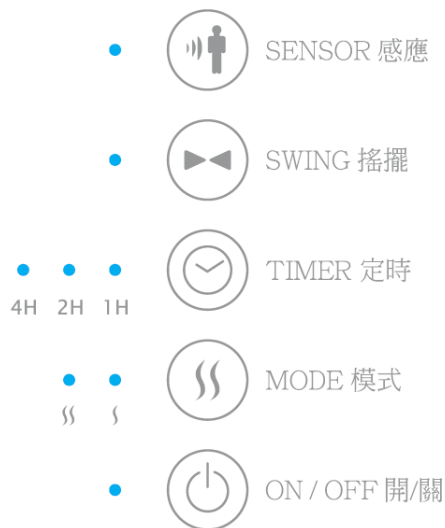 SENSOR 感應
SWING 搖擺
TIMER 定時
4H 2H 1H
MODE 模式
ON / OFF 開/關